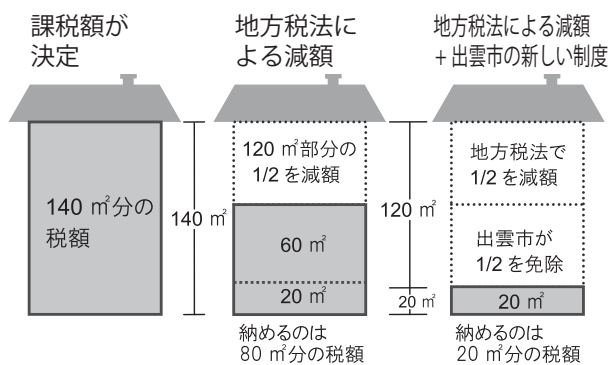 課税額が
決定
140 ㎡分の
税額
140 ㎡
地方税法に
よる減額
120 ㎡部分の
1/2 を減額
60 ㎡
20 ㎡
納めるのは
80 ㎡分の税額
120 ㎡
20 ㎡
地方税法による減額
+出雲市の新しい制度
地方税法で
1/2 を減額
出雲市が
1/2 を免除
20 ㎡
納めるのは
20 ㎡分の税額